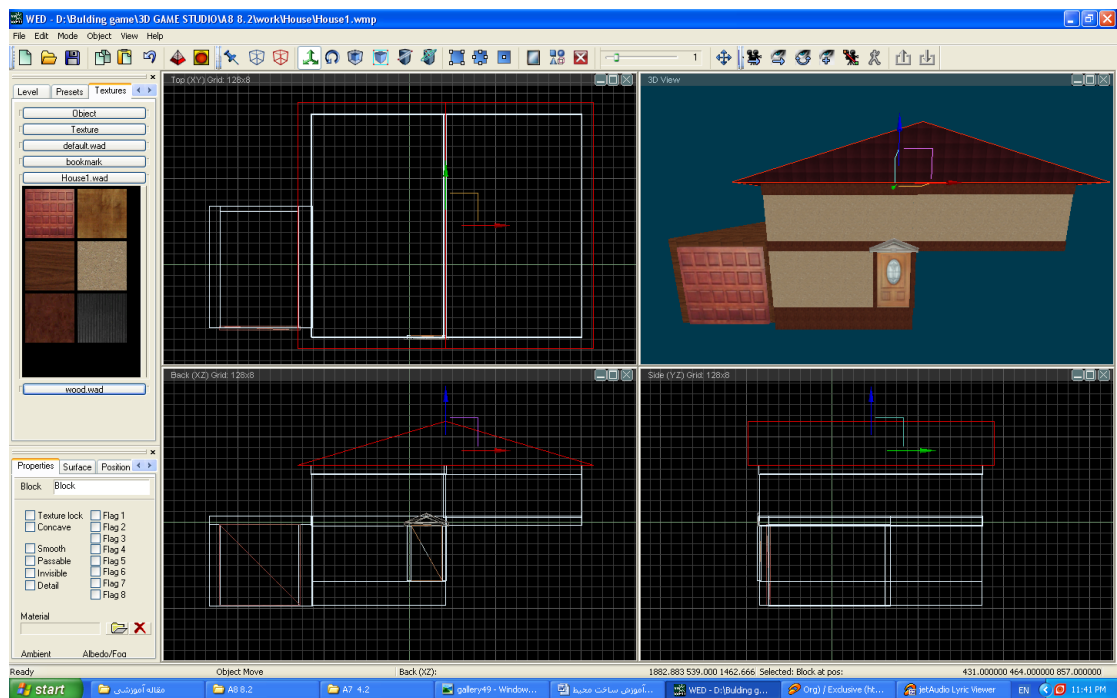 WED - D:\Bulding game\3D GAME STUDIO\A8 8.2\work\House\House1.wmp
File Edit Mode Object View Help
1
Level Presets Textures
Object
Texture
default.wad
bookmark
House1.wad
wood.wad
Top (XY) Grid: 128x8
3D View
Back (XZ) Grid: 128x8
Side (YZ) Grid: 128x8
Properties Surface Position
Block Block
Texture lock Flag 1
Concave Flag 2
Flag 3
Smooth Flag 4
Passable Flag 5
Invisible Flag 6
Detail Flag 7
Flag 8
Material
Ambient Albedo/Fog
Ready Object Move Back (XZ): 1882.883 539.000 1462.666 Selected: Block at pos: 431.000000 464.000000 857.000000
start مقاله آموزشی A8 8.2 A7 4.2 gallery49 - Window... آموزش ساخت محیط... WED - D:\Bulding g... Org) / Exclusive (ht... jetAudio Lyric Viewer EN 11:41 PM